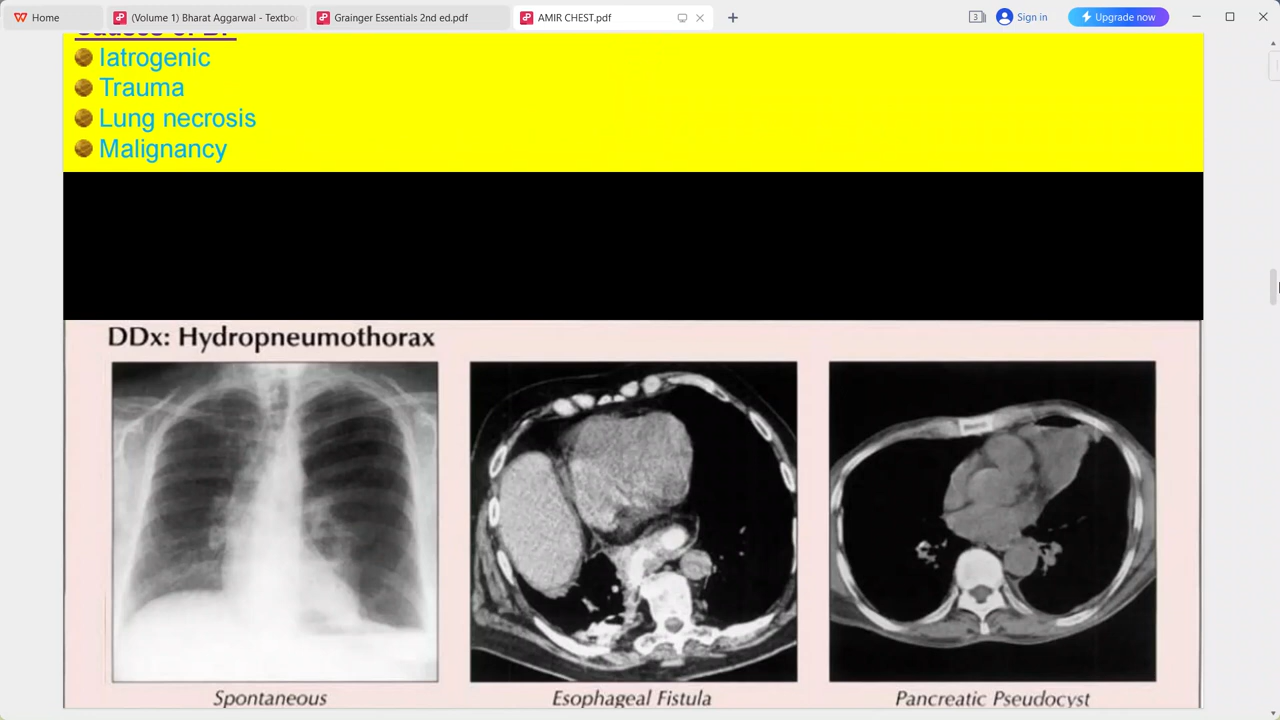 Home
(Volume 1) Bharat Aggarwal - Textbo
Grainger Essentials 2nd ed.pdf
AMIR CHEST.pdf
3
Sign in
Upgrade now
Iatrogenic
Trauma
Lung necrosis
Malignancy
DDx: Hydropneumothorax
Spontaneous
Esophageal Fistula
Pancreatic Pseudocyst